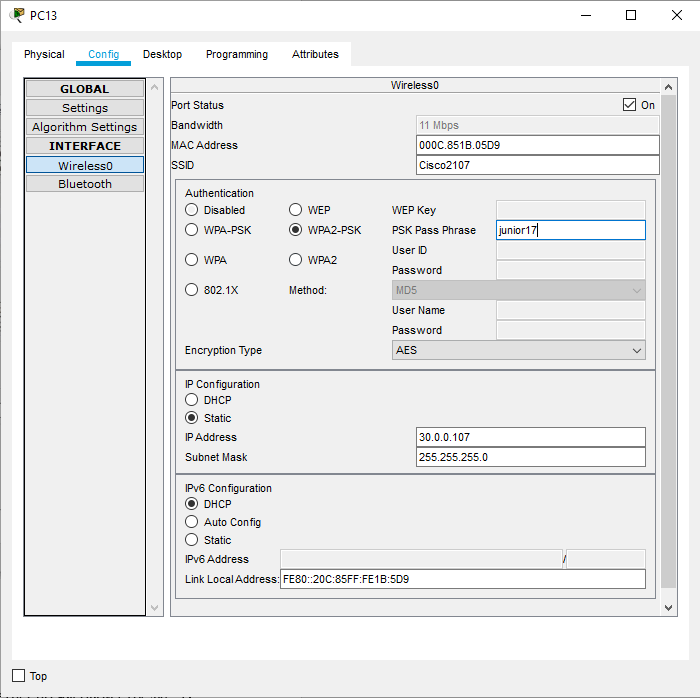 PC13
Physical Config Desktop Programming Attributes
GLOBAL
Settings
Algorithm Settings
INTERFACE
Wireless0
Bluetooth
Wireless0
Port Status On
Bandwidth 11 Mbps
MAC Address 000C.851B.05D9
SSID Cisco2107
Authentication
Disabled WEP WEP Key
WPA-PSK WPA2-PSK PSK Pass Phrase junior17
User ID
WPA WPA2
Password
802.1X Method: MD5
User Name
Password
Encryption Type AES
IP Configuration
DHCP
Static
IP Address 30.0.0.107
Subnet Mask 255.255.255.0
IPv6 Configuration
DHCP
Auto Config
Static
IPv6 Address /
Link Local Address: FE80::20C:85FF:FE1B:5D9
Top